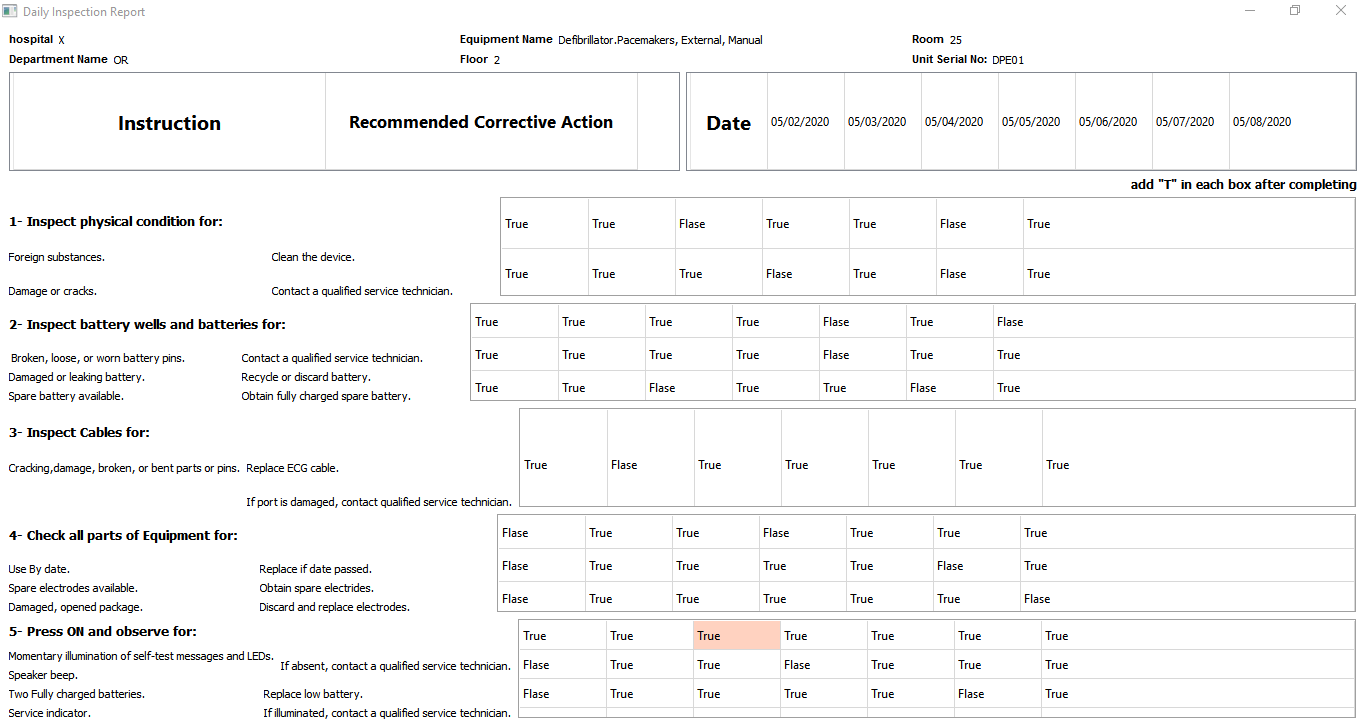 Daily Inspection Report
hospital X Equipment Name Defibrillator.Pacemakers, External, Manual Room 25
Department Name OR Floor 2 Unit Serial No: DPE01
Instruction Recommended Corrective Action Date 05/02/2020 05/03/2020 05/04/2020 05/05/2020 05/06/2020 05/07/2020 05/08/2020
add "T" in each box after completing
1- Inspect physical condition for:
True True Flase True True Flase True
Foreign substances. Clean the device.
True True True Flase True Flase True
Damage or cracks. Contact a qualified service technician.
2- Inspect battery wells and batteries for:
True True True True Flase True Flase
Broken, loose, or worn battery pins. Contact a qualified service technician.
True True True True Flase True True
Damaged or leaking battery. Recycle or discard battery.
Spare battery available. Obtain fully charged spare battery.
True True Flase True True Flase True
3- Inspect Cables for:
Cracking,damage, broken, or bent parts or pins. Replace ECG cable.
True Flase True True True True True
If port is damaged, contact qualified service technician.
4- Check all parts of Equipment for:
Flase True True Flase True True True
Use By date. Replace if date passed.
Flase True True True True Flase True
Spare electrodes available. Obtain spare electrides.
Damaged, opened package. Discard and replace electrodes.
Flase True True True True True Flase
5- Press ON and observe for:
True True True True True True True
Momentary illumination of self-test messages and LEDs. If absent, contact a qualified service technician.
Flase True True Flase True True True
Speaker beep.
Two Fully charged batteries. Replace low battery.
Flase True True True True Flase True
Service indicator. If illuminated, contact a qualified service technician.